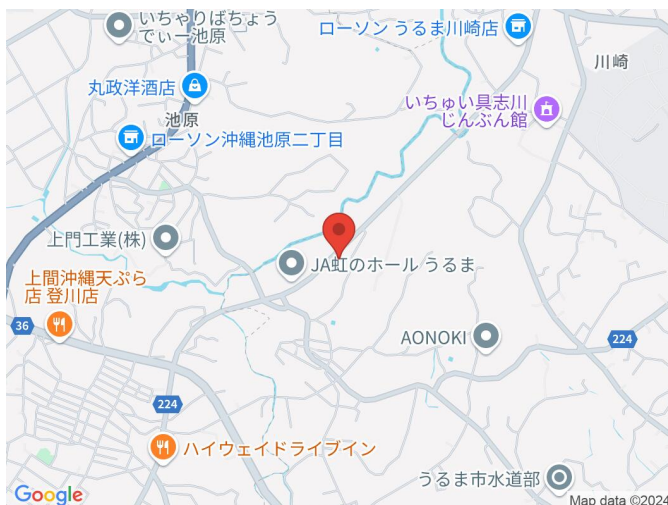 いちゃりばちょう
でぃー池原
ローソン うるま川崎店
川崎
丸政洋酒店
いちゅい具志川
じんぶん館
池原
ローソン沖縄池原二丁目
上門工業(株)
JA虹のホール うるま
上間沖縄天ぷら
店 登川店
36
AONOKI
224
224
ハイウェイドライブイン
うるま市水道部
Google
Map data ©2024